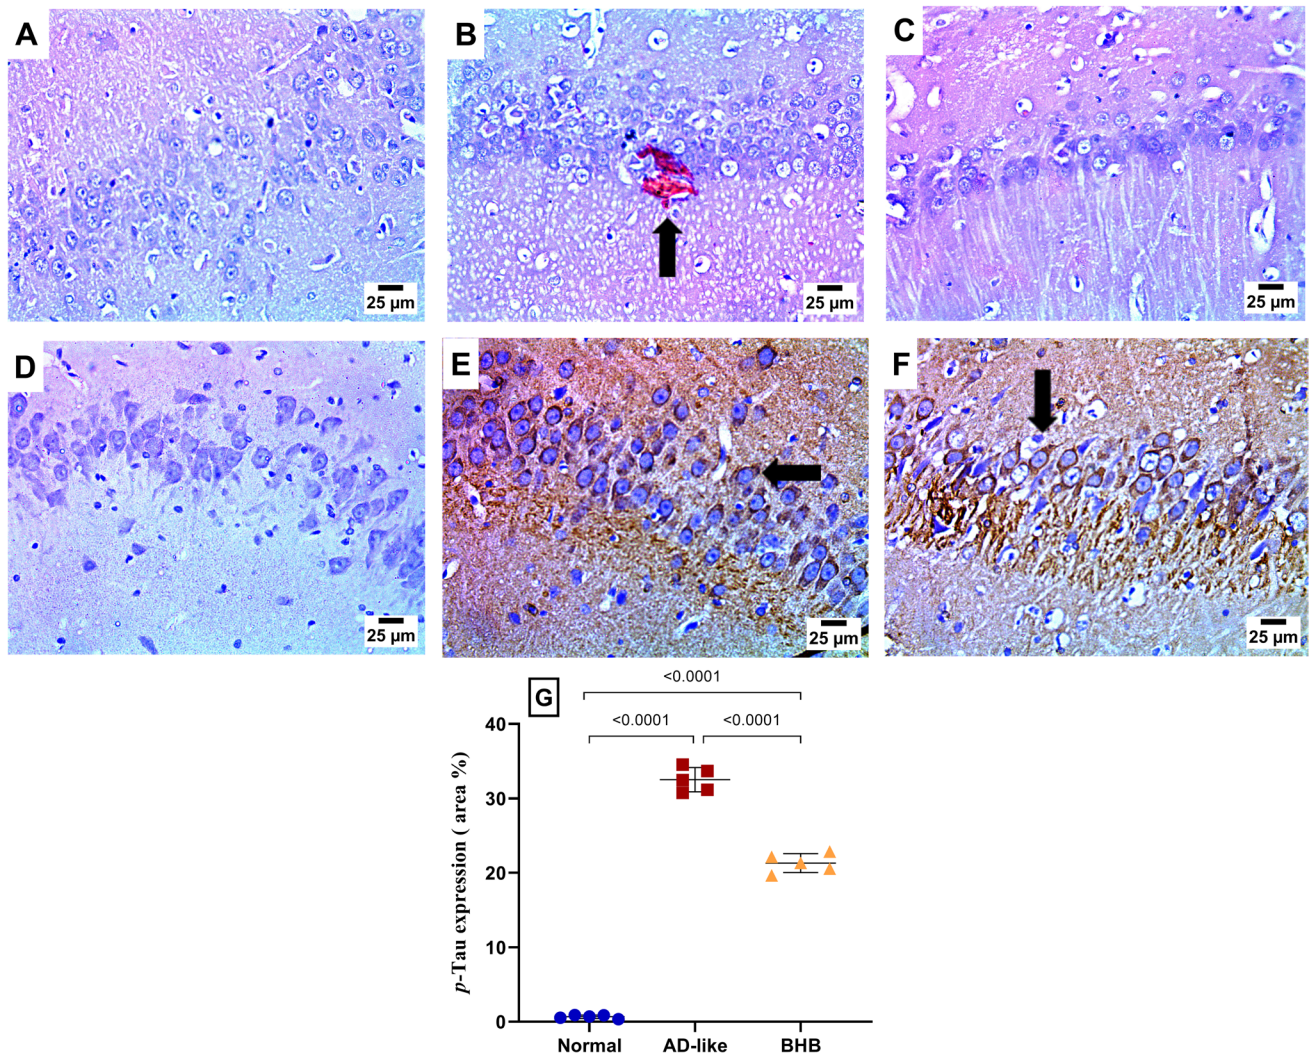 A
B
C
25 µm
25 µm
25 µm
D
E
F
25 µm
25 µm
25 µm
G
<0.0001
<0.0001
<0.0001
40
30
20
10
0
p-Tau expression ( area %)
Normal
AD-like
BHB